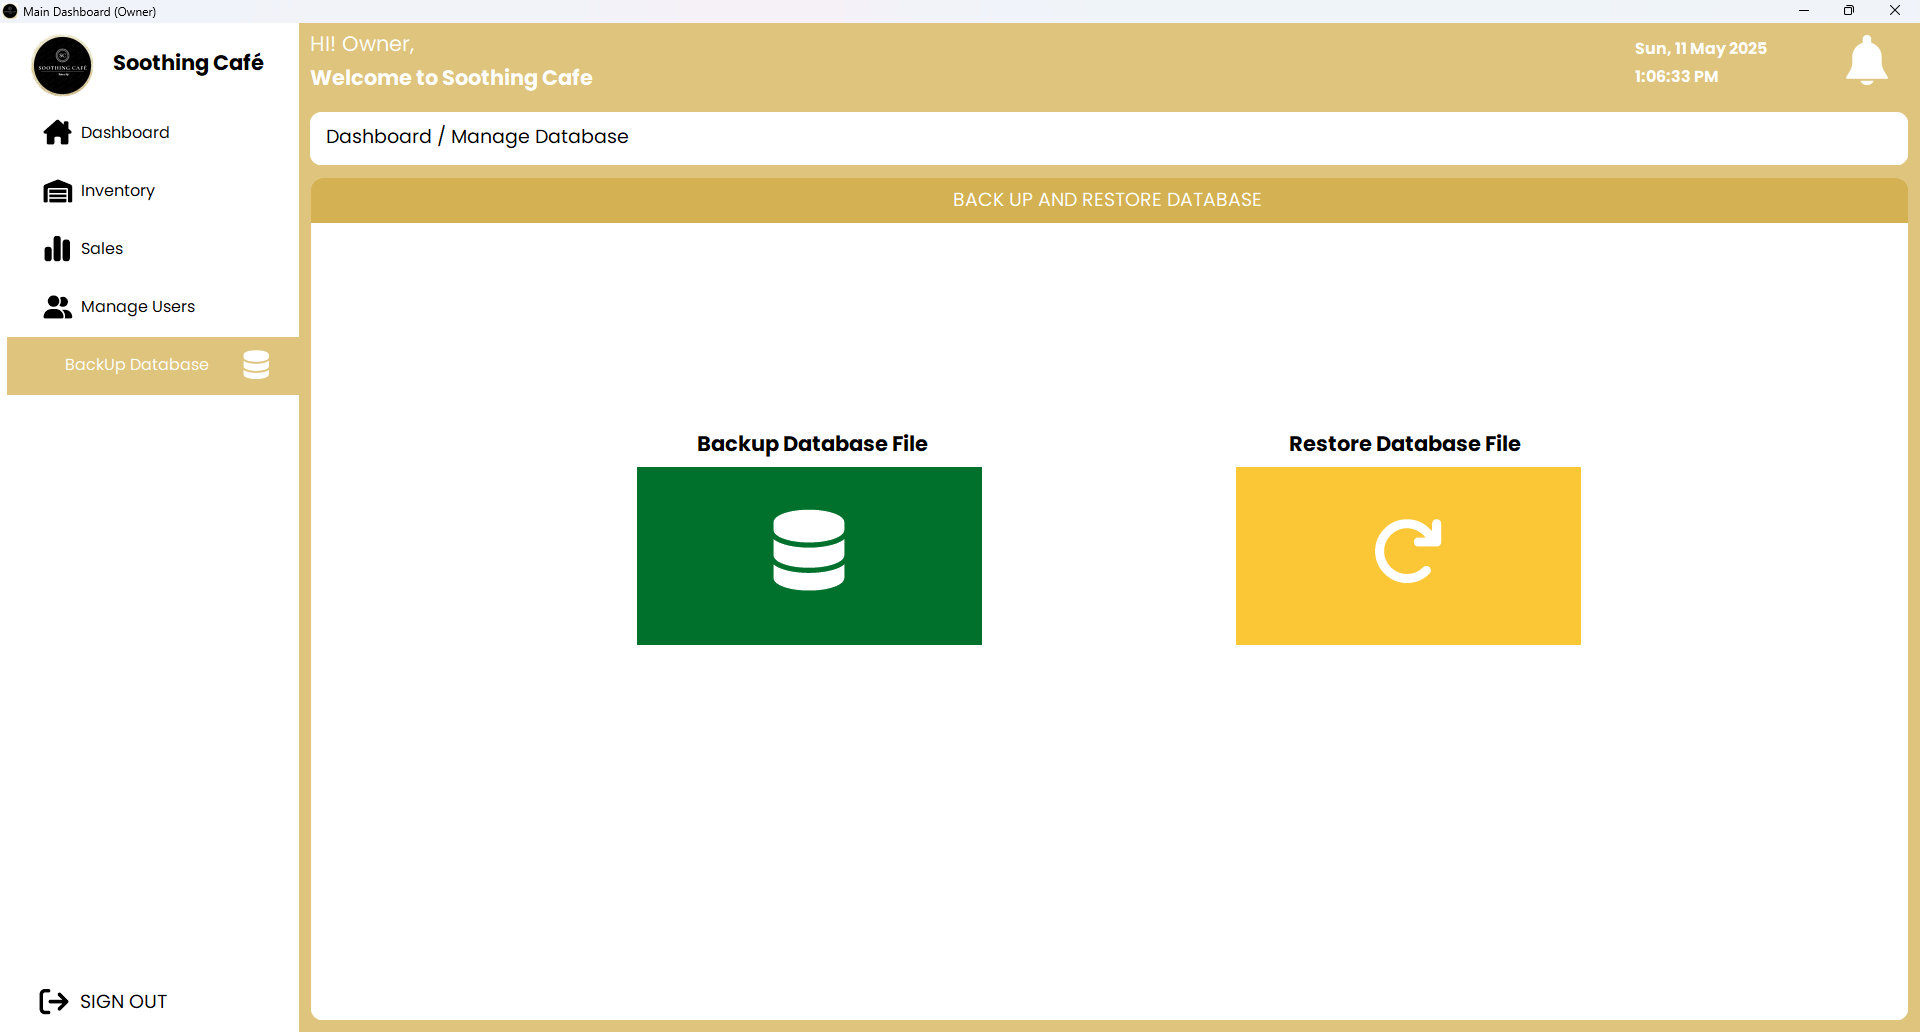 Main Dashboard (Owner)
SOOTHING CAFÉ
Soothing Café
Dashboard
Inventory
Sales
Manage Users
BackUp Database
SIGN OUT
HI! Owner,
Welcome to Soothing Cafe
Sun, 11 May 2025
1:06:33 PM
Dashboard / Manage Database
BACK UP AND RESTORE DATABASE
Backup Database File
Restore Database File